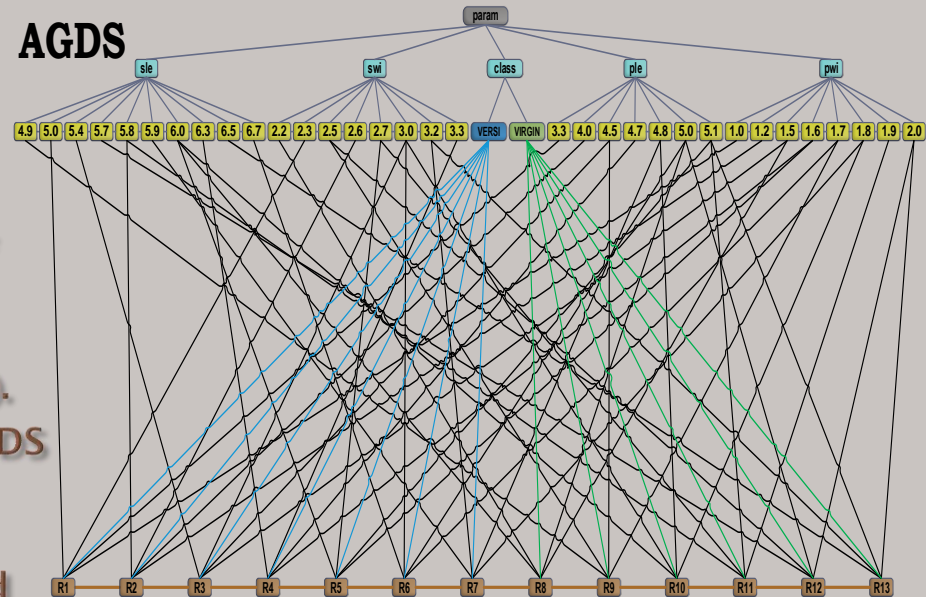 param
AGDS
sle swi class ple pwi
4.9 5.0 5.4 5.7 5.8 5.9 6.0 6.3 6.5 6.7 2.2 2.3 2.5 2.6 2.7 3.0 3.2 3.3 VERSI VIRGIN 3.3 4.0 4.5 4.7 4.8 5.0 5.1 1.0 1.2 1.5 1.6 1.7 1.8 1.9 2.0
DS
R1 R2 R3 R4 R5 R6 R7 R8 R9 R10 R11 R12 R13